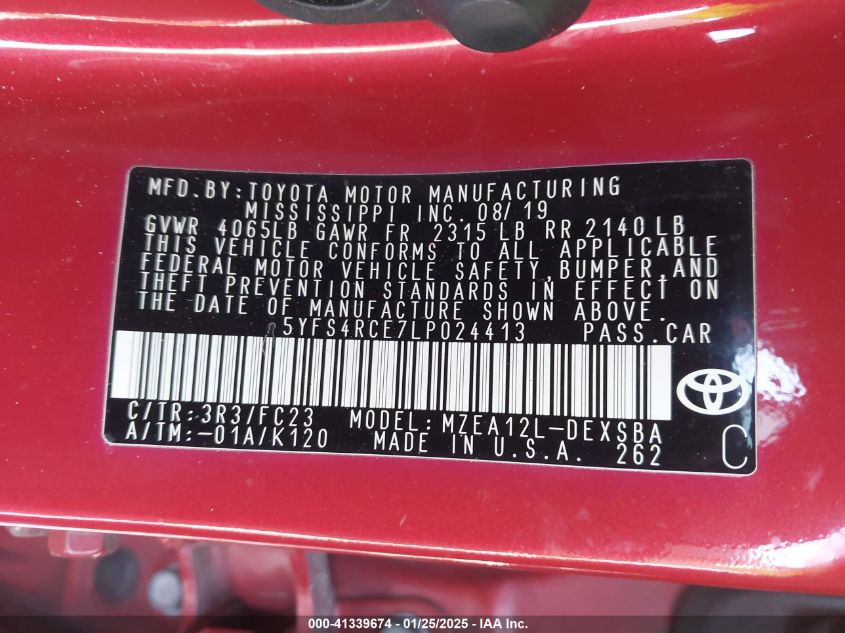 MFD. BY: TOYOTA MOTOR MANUFACTURING
MISSISSIPPI INC. 08/19
GVWR 4065LB GAWR FR 2315 LB RR 2140 LB
THIS VEHICLE CONFORMS TO ALL APPLICABLE
FEDERAL MOTOR VEHICLE SAFETY, BUMPER, AND
THEFT PREVENTION STANDARDS IN EFFECT ON
THE DATE OF MANUFACTURE SHOWN ABOVE.
5YFS4RCE7LP024413 PASS. CAR
C/TR: 3R3/FC23 MODEL: MZEA12L-DEXSBA
A/TM: -01A/K120 MADE IN U.S.A. 262 C
000-41339674 / 01/25/2025 - IAA Inc.